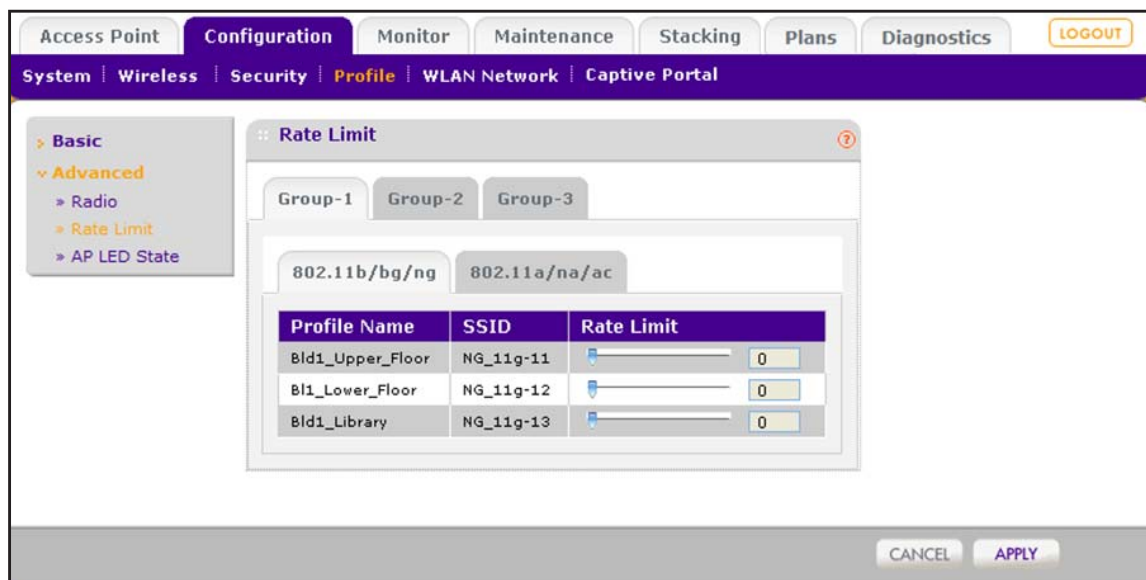 Access Point Configuration Monitor Maintenance Stacking Plans Diagnostics LOGOUT
System Wireless Security Profile WLAN Network Captive Portal
Basic
Advanced
» Radio
» Rate Limit
» AP LED State
Rate Limit ?
Group-1 Group-2 Group-3
802.11b/bg/ng 802.11a/na/ac
Profile Name SSID Rate Limit
Bld1_Upper_Floor NG_11g-11 0
Bl1_Lower_Floor NG_11g-12 0
Bld1_Library NG_11g-13 0
CANCEL APPLY